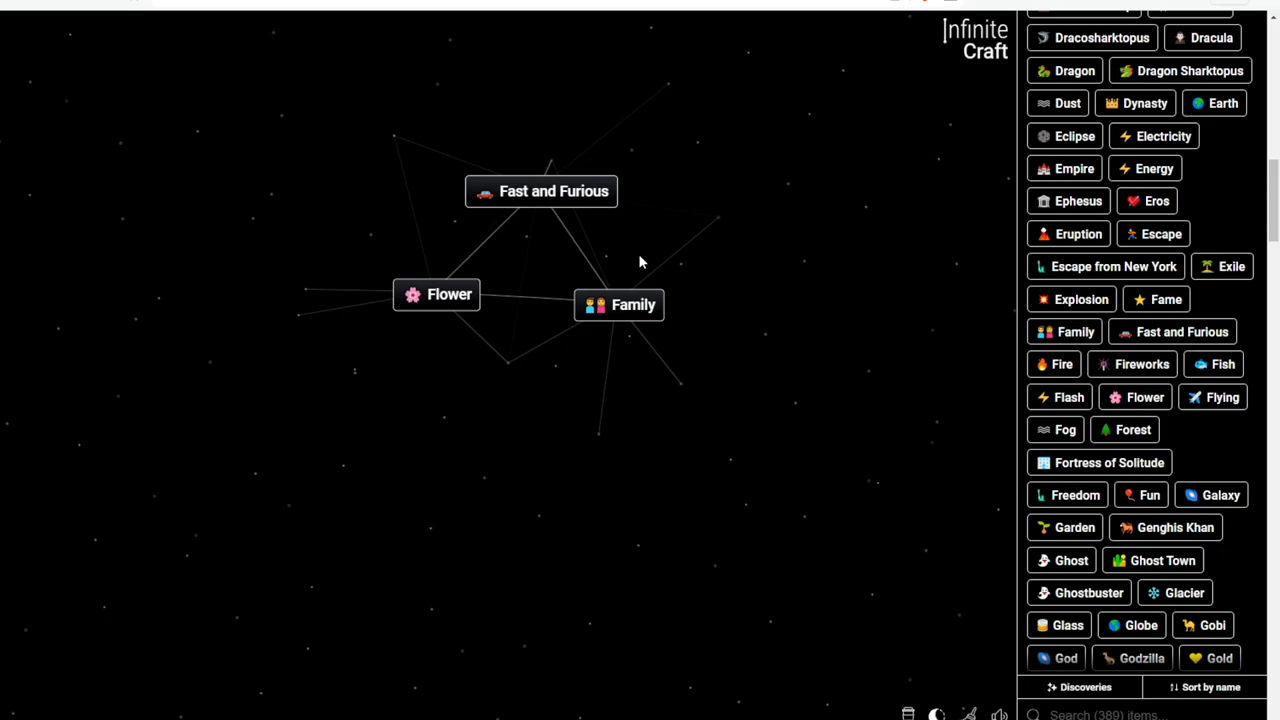 Infinite
Craft
Fast and Furious
Flower
Family
Dracosharktopus Dracula
Dragon Dragon Sharktopus
Dust Dynasty Earth
Eclipse Electricity
Empire Energy
Ephesus Eros
Eruption Escape
Escape from New York Exile
Explosion Fame
Family Fast and Furious
Fire Fireworks Fish
Flash Flower Flying
Fog Forest
Fortress of Solitude
Freedom Fun Galaxy
Garden Genghis Khan
Ghost Ghost Town
Ghostbuster Glacier
Glass Globe Gobi
God Godzilla Gold
Discoveries Sort by name
Search (389) items...